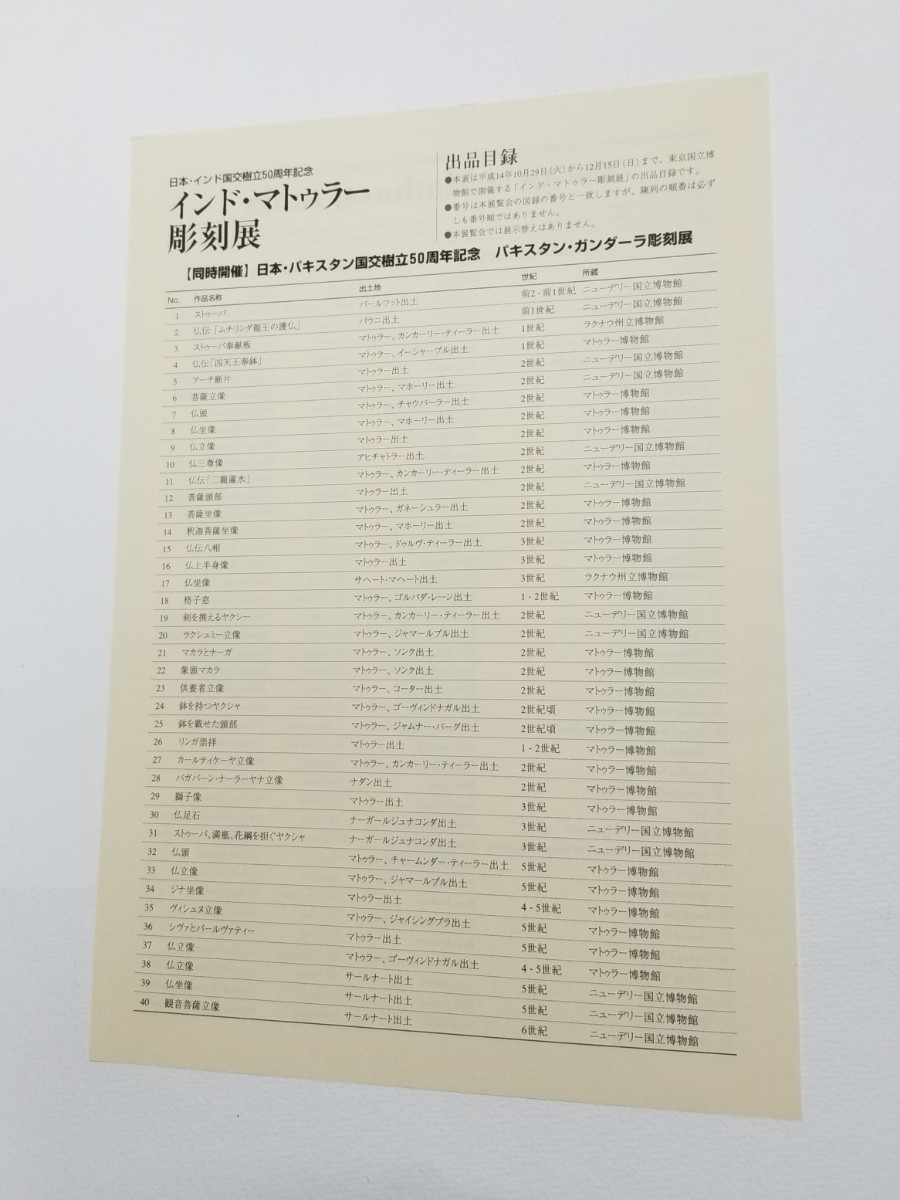 日本・インド国交樹立50周年記念
インド・マトゥラー
彫刻展
出品目録
●本表は平成14年10月29日（火）から12月15日（日）まで、東京国立博
物館で開催する「インド・マトゥラー彫刻展」の出品目録です。
●番号は本展覧会の図録の番号と一致しますが、陳列の順番は必ず
しも番号順ではありません。
●本展覧会では展示替えはありません。
【同時開催】日本・パキスタン国交樹立50周年記念　パキスタン・ガンダーラ彫刻展
No. 作品名称 出土地 世紀 所蔵
1 ストゥーパ バールフット出土 前2 - 前1世紀 ニューデリー国立博物館
2 仏伝「ムチリンダ龍王の護仏」 パウニ出土 前1世紀 ニューデリー国立博物館
3 ストゥーパ奉献板 マトゥラー、カンカーリー・ティーラー出土 1世紀 ラクナウ州立博物館
4 仏伝「四天王奉鉢」 マトゥラー、イーシャープル出土 1世紀 マトゥラー博物館
5 アーチ断片 マトゥラー出土 2世紀 ニューデリー国立博物館
6 菩薩立像 マトゥラー、マホーリー出土 2世紀 ニューデリー国立博物館
7 仏頭 マトゥラー、チャウバーラー出土 2世紀 マトゥラー博物館
8 仏坐像 マトゥラー、マホーリー出土 2世紀 マトゥラー博物館
9 仏立像 マトゥラー出土 2世紀 マトゥラー博物館
10 仏三尊像 アヒチャトラー出土 2世紀 ニューデリー国立博物館
11 仏伝「二龍灌水」 マトゥラー、カンカーリー・ティーラー出土 2世紀 マトゥラー博物館
12 菩薩頭部 マトゥラー出土 2世紀 ニューデリー国立博物館
13 菩薩坐像 マトゥラー、ガネーシュラー出土 2世紀 マトゥラー博物館
14 釈迦菩薩坐像 マトゥラー、マホーリー出土 2世紀 マトゥラー博物館
15 仏伝八相 マトゥラー、ドゥルヴ・ティーラー出土 3世紀 マトゥラー博物館
16 仏上半身像 マトゥラー出土 3世紀 マトゥラー博物館
17 仏坐像 サヘート・マヘート出土 3世紀 ラクナウ州立博物館
18 格子窓 マトゥラー、ゴルパダ・レーン出土 1 - 2世紀 マトゥラー博物館
19 剣を携えるヤクシー マトゥラー、カンカーリー・ティーラー出土 2世紀 ニューデリー国立博物館
20 ラクシュミー立像 マトゥラー、ジャマールプル出土 2世紀 ニューデリー国立博物館
21 マカラとナーガ マトゥラー、ソンク出土 2世紀 マトゥラー博物館
22 象頭マカラ マトゥラー、ソンク出土 2世紀 マトゥラー博物館
23 供養者立像 マトゥラー、コーター出土 2世紀 マトゥラー博物館
24 鉢を持つヤクシャ マトゥラー、ゴーヴィンドナガル出土 2世紀頃 マトゥラー博物館
25 鉢を載せた頭部 マトゥラー、ジャムナー・バーグ出土 2世紀頃 マトゥラー博物館
26 リンガ崇拝 マトゥラー出土 1 - 2世紀 マトゥラー博物館
27 カールティケーヤ立像 マトゥラー、カンカーリー・ティーラー出土 2世紀 マトゥラー博物館
28 バガバーン・ナーラーヤナ立像 ナダン出土 2世紀 マトゥラー博物館
29 獅子像 マトゥラー出土 3世紀 マトゥラー博物館
30 仏足石 ナーガールジュナコンダ出土 3世紀 ニューデリー国立博物館
31 ストゥーパ、満瓶、花綱を担ぐヤクシャ ナーガールジュナコンダ出土 3世紀 ニューデリー国立博物館
32 仏頭 マトゥラー、チャームンダー・ティーラー出土 5世紀 マトゥラー博物館
33 仏立像 マトゥラー、ジャマールプル出土 5世紀 マトゥラー博物館
34 ジナ坐像 マトゥラー出土 4 - 5世紀 マトゥラー博物館
35 ヴィシュヌ立像 マトゥラー、ジャイシングプラ出土 5世紀 マトゥラー博物館
36 シヴァとパールヴァティー マトゥラー出土 5世紀 マトゥラー博物館
37 仏立像 マトゥラー、ゴーヴィンドナガル出土 4 - 5世紀 マトゥラー博物館
38 仏立像 サールナート出土 5世紀 ニューデリー国立博物館
39 仏坐像 サールナート出土 5世紀 ニューデリー国立博物館
40 観音菩薩立像 サールナート出土 6世紀 ニューデリー国立博物館